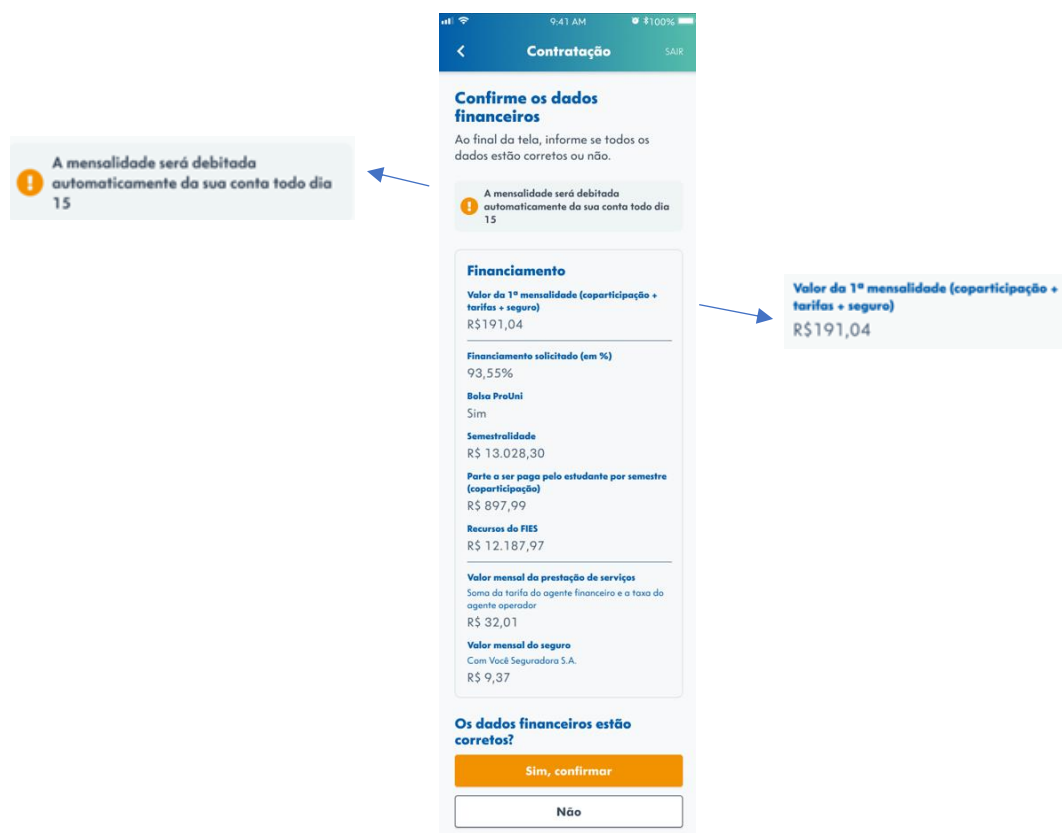 9:41 AM
100%
Contratação
SAIR
Confirme os dados
financeiros
Ao final da tela, informe se todos os
dados estão corretos ou não.
A mensalidade será debitada
automaticamente da sua conta todo dia
15
A mensalidade será debitada
automaticamente da sua conta todo dia
15
Financiamento
Valor da 1ª mensalidade (coparticipação +
tarifas + seguro)
R$191,04
Valor da 1ª mensalidade (coparticipação +
tarifas + seguro)
R$191,04
Financiamento solicitado (em %)
93,55%
Bolsa ProUni
Sim
Semestralidade
R$ 13.028,30
Parte a ser paga pelo estudante por semestre
(coparticipação)
R$ 897,99
Recursos do FIES
R$ 12.187,97
Valor mensal da prestação de serviços
Soma da tarifa do agente financeiro e a taxa do
agente operador
R$ 32,01
Valor mensal do seguro
Com Você Seguradora S.A.
R$ 9,37
Os dados financeiros estão
corretos?
Sim, confirmar
Não